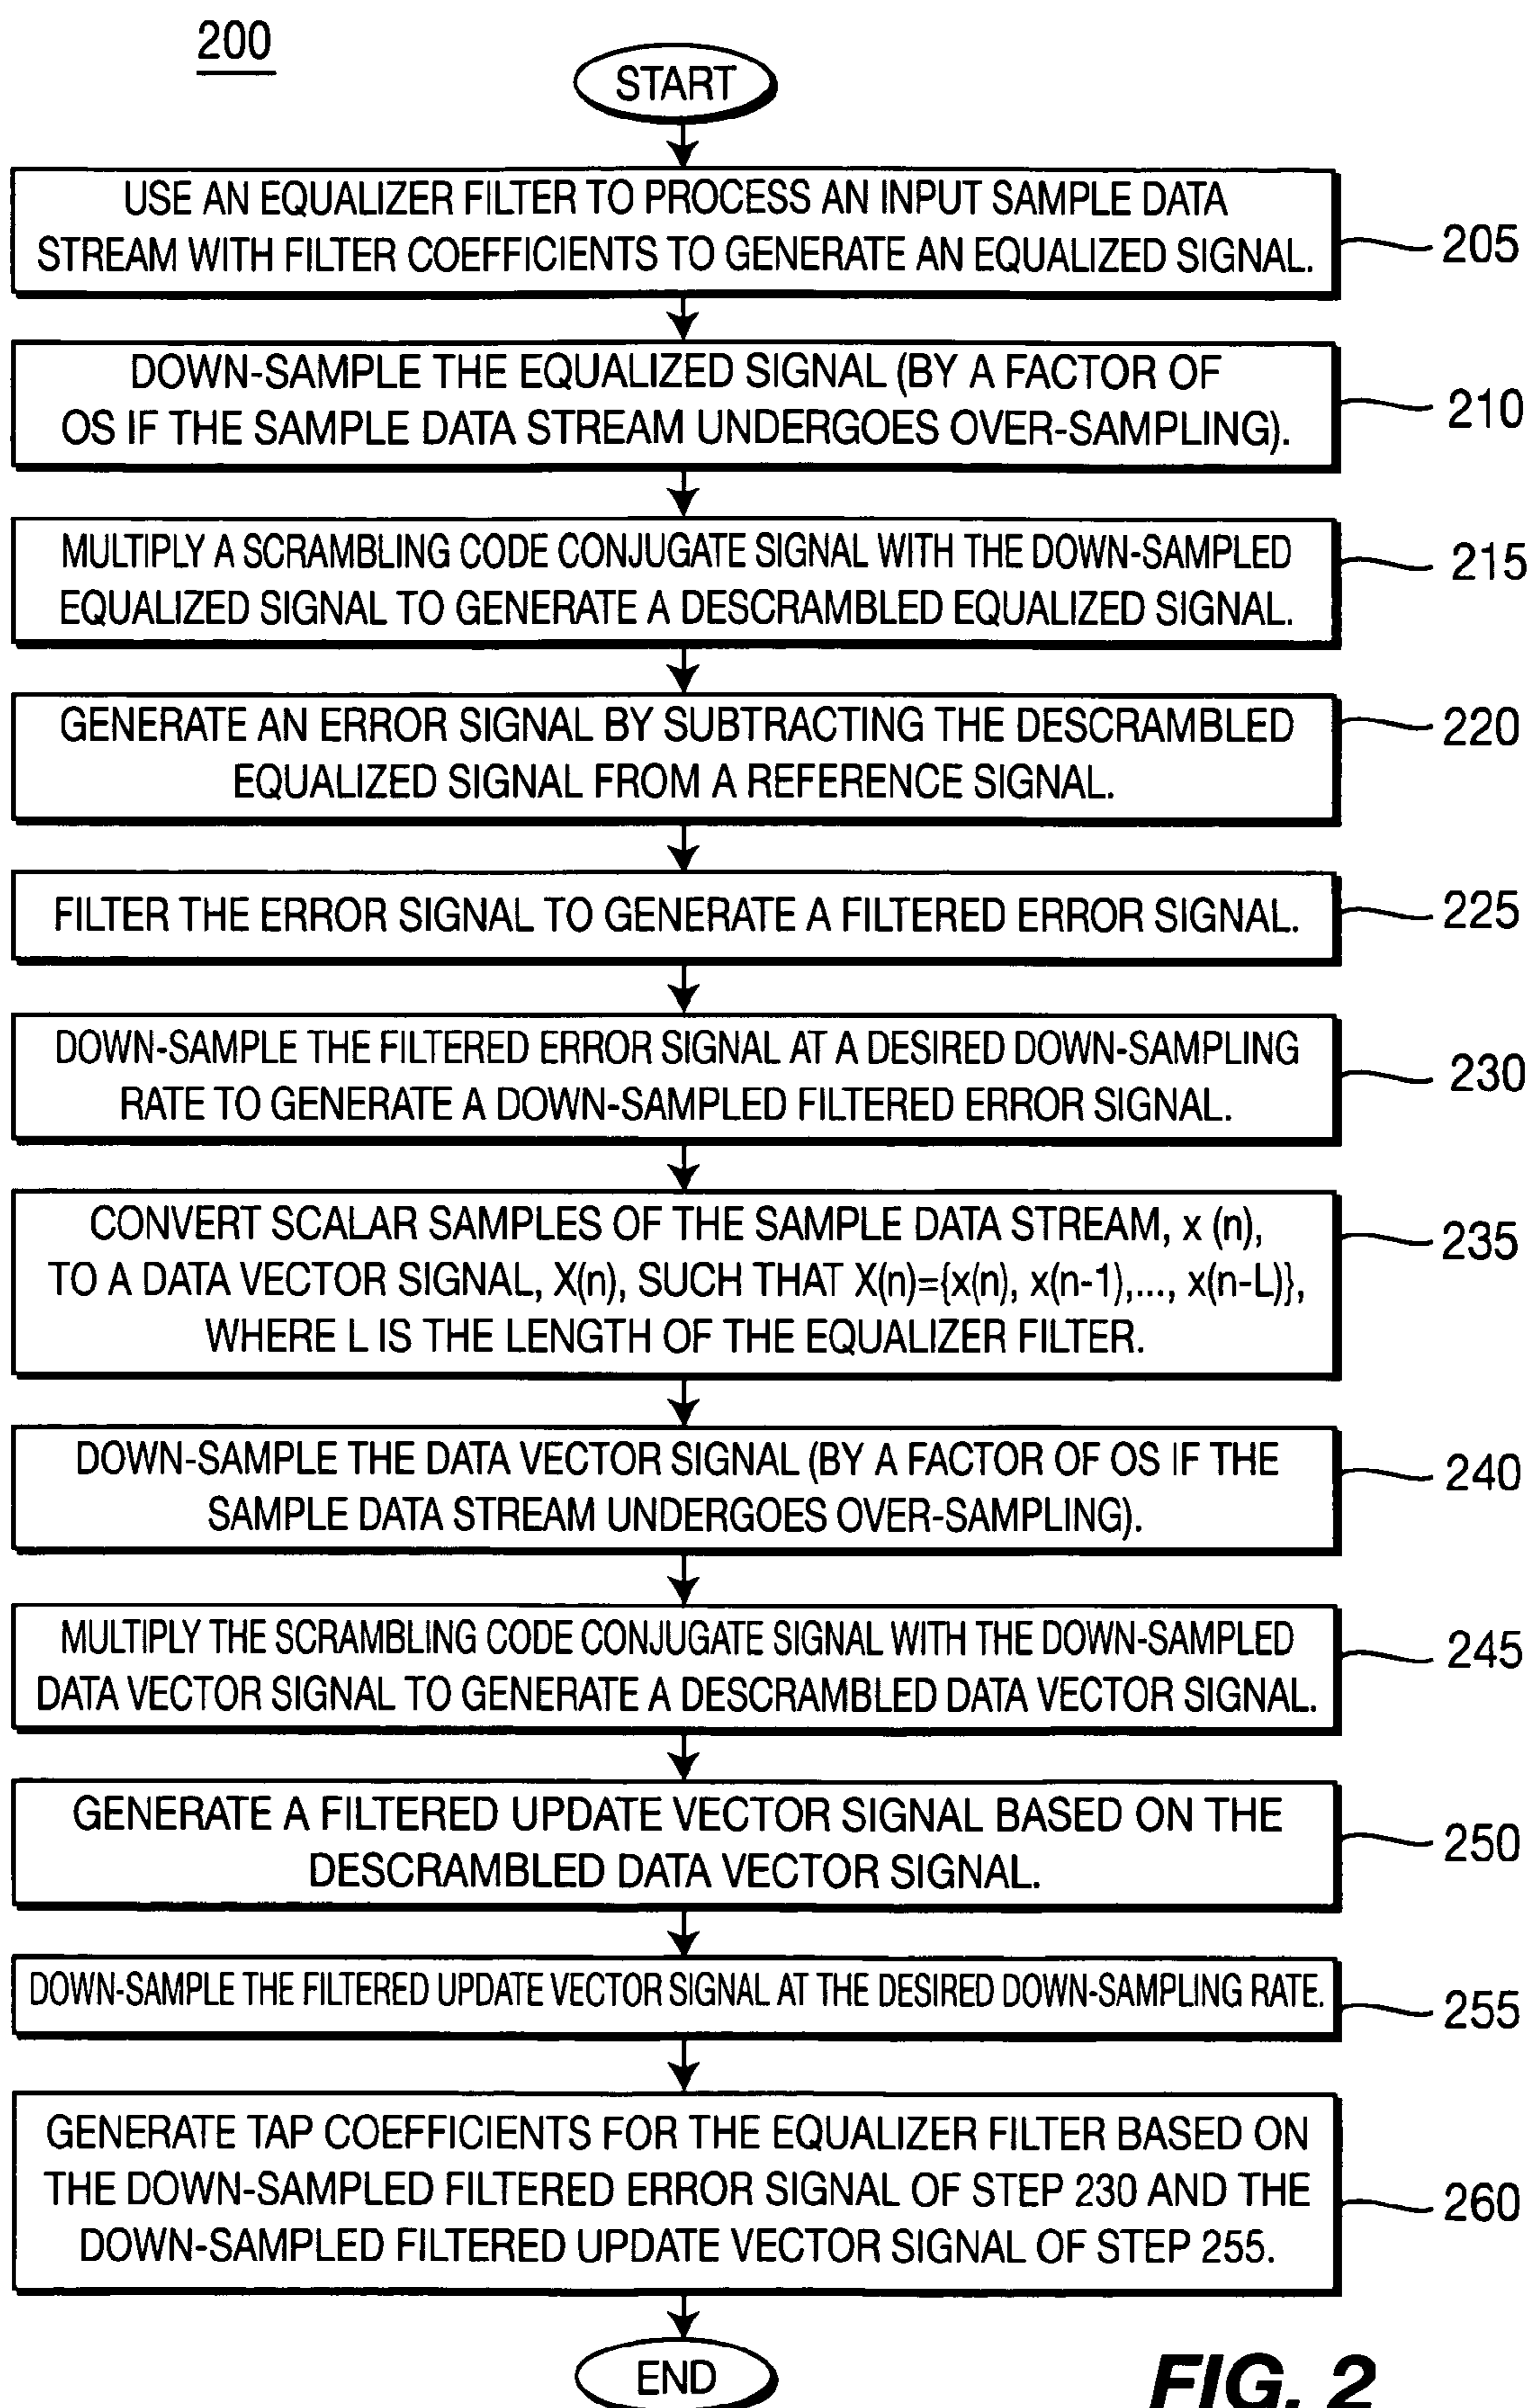 200
START
USE AN EQUALIZER FILTER TO PROCESS AN INPUT SAMPLE DATA
STREAM WITH FILTER COEFFICIENTS TO GENERATE AN EQUALIZED SIGNAL.
205
DOWN-SAMPLE THE EQUALIZED SIGNAL (BY A FACTOR OF
OS IF THE SAMPLE DATA STREAM UNDERGOES OVER-SAMPLING).
210
MULTIPLY A SCRAMBLING CODE CONJUGATE SIGNAL WITH THE DOWN-SAMPLED
EQUALIZED SIGNAL TO GENERATE A DESCRAMBLED EQUALIZED SIGNAL.
215
GENERATE AN ERROR SIGNAL BY SUBTRACTING THE DESCRAMBLED
EQUALIZED SIGNAL FROM A REFERENCE SIGNAL.
220
FILTER THE ERROR SIGNAL TO GENERATE A FILTERED ERROR SIGNAL.
225
DOWN-SAMPLE THE FILTERED ERROR SIGNAL AT A DESIRED DOWN-SAMPLING
RATE TO GENERATE A DOWN-SAMPLED FILTERED ERROR SIGNAL.
230
CONVERT SCALAR SAMPLES OF THE SAMPLE DATA STREAM, x (n),
TO A DATA VECTOR SIGNAL, X(n), SUCH THAT X(n)={x(n), x(n-1),..., x(n-L)},
WHERE L IS THE LENGTH OF THE EQUALIZER FILTER.
235
DOWN-SAMPLE THE DATA VECTOR SIGNAL (BY A FACTOR OF OS IF THE
SAMPLE DATA STREAM UNDERGOES OVER-SAMPLING).
240
MULTIPLY THE SCRAMBLING CODE CONJUGATE SIGNAL WITH THE DOWN-SAMPLED
DATA VECTOR SIGNAL TO GENERATE A DESCRAMBLED DATA VECTOR SIGNAL.
245
GENERATE A FILTERED UPDATE VECTOR SIGNAL BASED ON THE
DESCRAMBLED DATA VECTOR SIGNAL.
250
DOWN-SAMPLE THE FILTERED UPDATE VECTOR SIGNAL AT THE DESIRED DOWN-SAMPLING RATE.
255
GENERATE TAP COEFFICIENTS FOR THE EQUALIZER FILTER BASED ON
THE DOWN-SAMPLED FILTERED ERROR SIGNAL OF STEP 230 AND THE
DOWN-SAMPLED FILTERED UPDATE VECTOR SIGNAL OF STEP 255.
260
END
FIG. 2